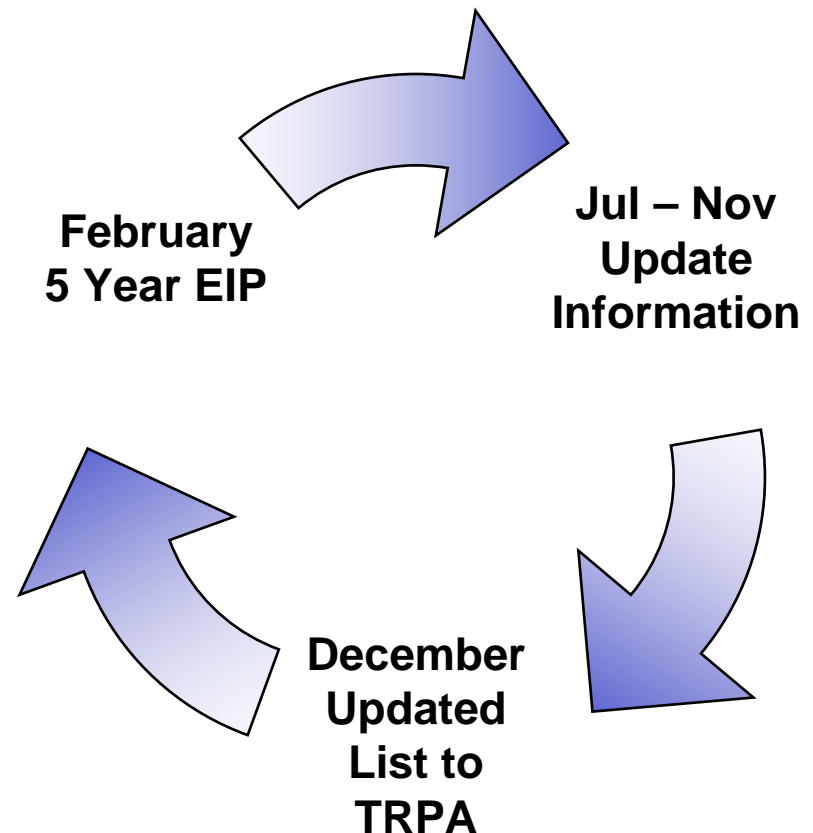 February
5 Year EIP
Jul – Nov
Update
Information
December
Updated
List to
TRPA